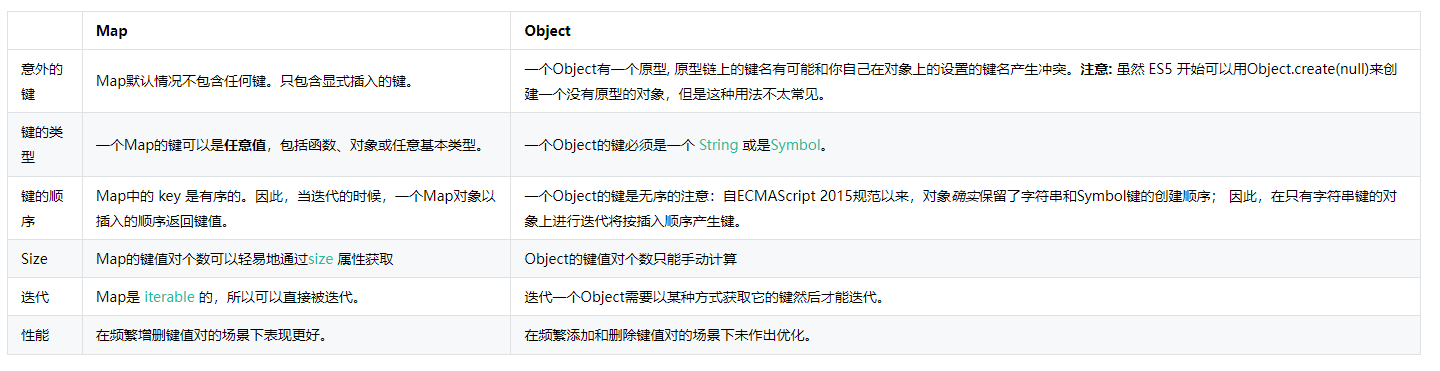 Map Object
意外的
键
Map默认情况不包含任何键。只包含显式插入的键。
一个Object有一个原型, 原型链上的键名有可能和你自己在对象上的设置的键名产生冲突。注意: 虽然 ES5 开始可以用Object.create(null)来创
建一个没有原型的对象，但是这种用法不太常见。
键的类
型
一个Map的键可以是任意值，包括函数、对象或任意基本类型。
一个Object的键必须是一个 String 或是Symbol。
键的顺
序
Map中的 key 是有序的。因此，当迭代的时候，一个Map对象以
插入的顺序返回键值。
一个Object的键是无序的注意：自ECMAScript 2015规范以来，对象确实保留了字符串和Symbol键的创建顺序； 因此，在只有字符串键的对
象上进行迭代将按插入顺序产生键。
Size
Map的键值对个数可以轻易地通过size 属性获取
Object的键值对个数只能手动计算
迭代
Map是 iterable 的，所以可以直接被迭代。
迭代一个Object需要以某种方式获取它的键然后才能迭代。
性能
在频繁增删键值对的场景下表现更好。
在频繁添加和删除键值对的场景下未作出优化。